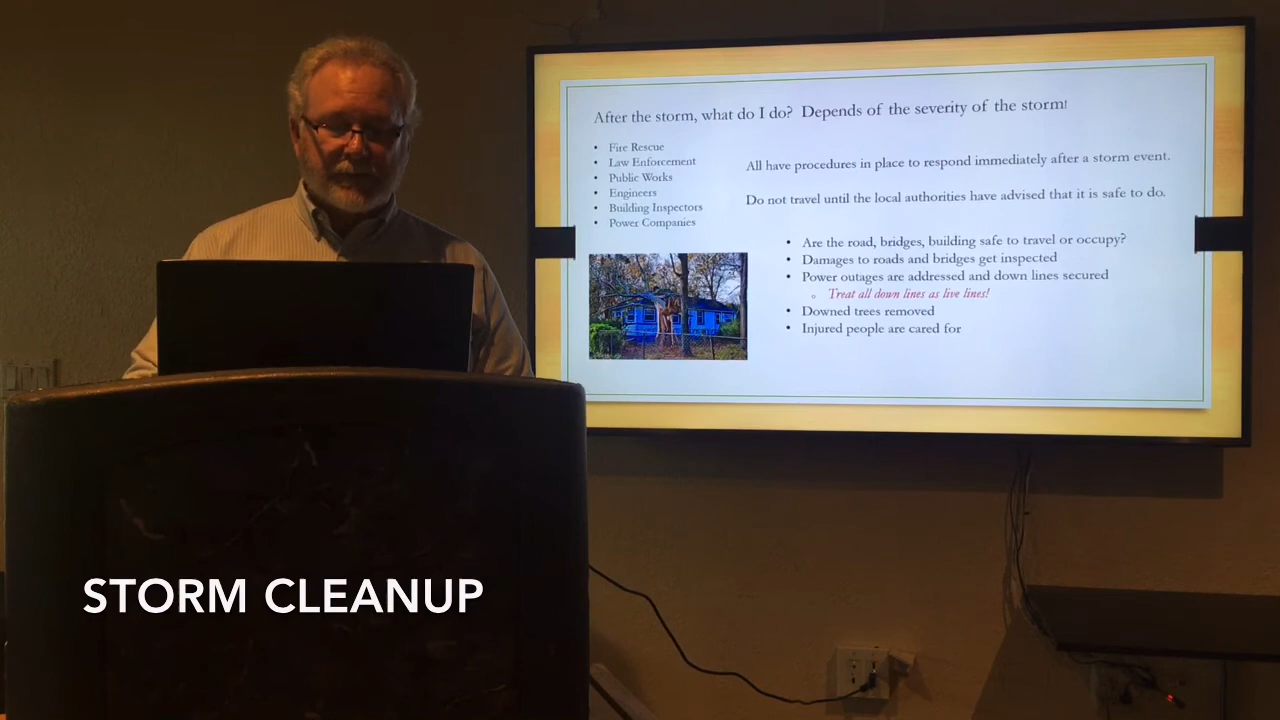 After the storm, what do I do? Depends of the severity of the storm!
• Fire Rescue
• Law Enforcement
• Public Works
• Engineers
• Building Inspectors
• Power Companies
All have procedures in place to respond immediately after a storm event.
Do not travel until the local authorities have advised that it is safe to do.
• Are the road, bridges, building safe to travel or occupy?
• Damages to roads and bridges get inspected
• Power outages are addressed and down lines secured
○ Treat all down lines as live lines!
• Downed trees removed
• Injured people are cared for
STORM CLEANUP